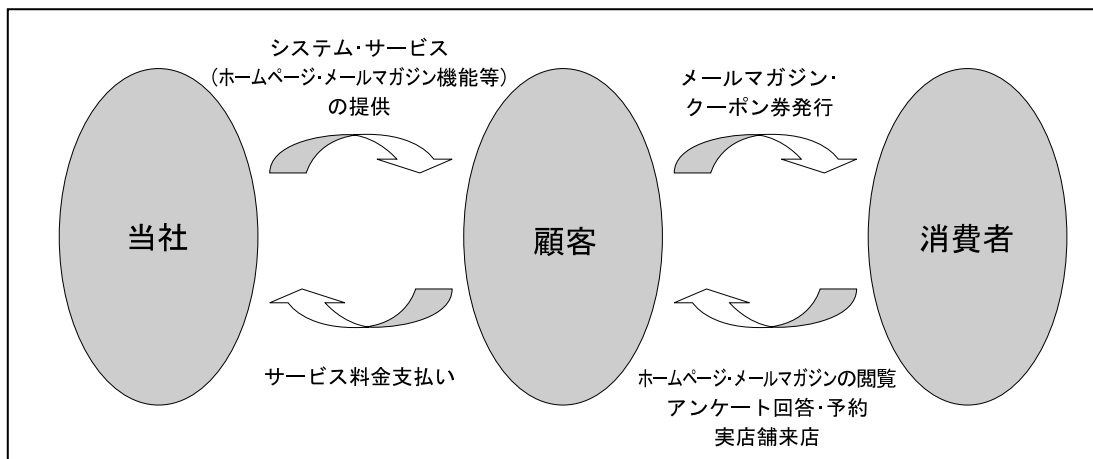 システム・サービス
(ホームページ・メールマガジン機能等)
の提供
メールマガジン・
クーポン券発行
当社
顧客
消費者
サービス料金支払い
ホームページ・メールマガジンの閲覧
アンケート回答・予約
実店舗来店